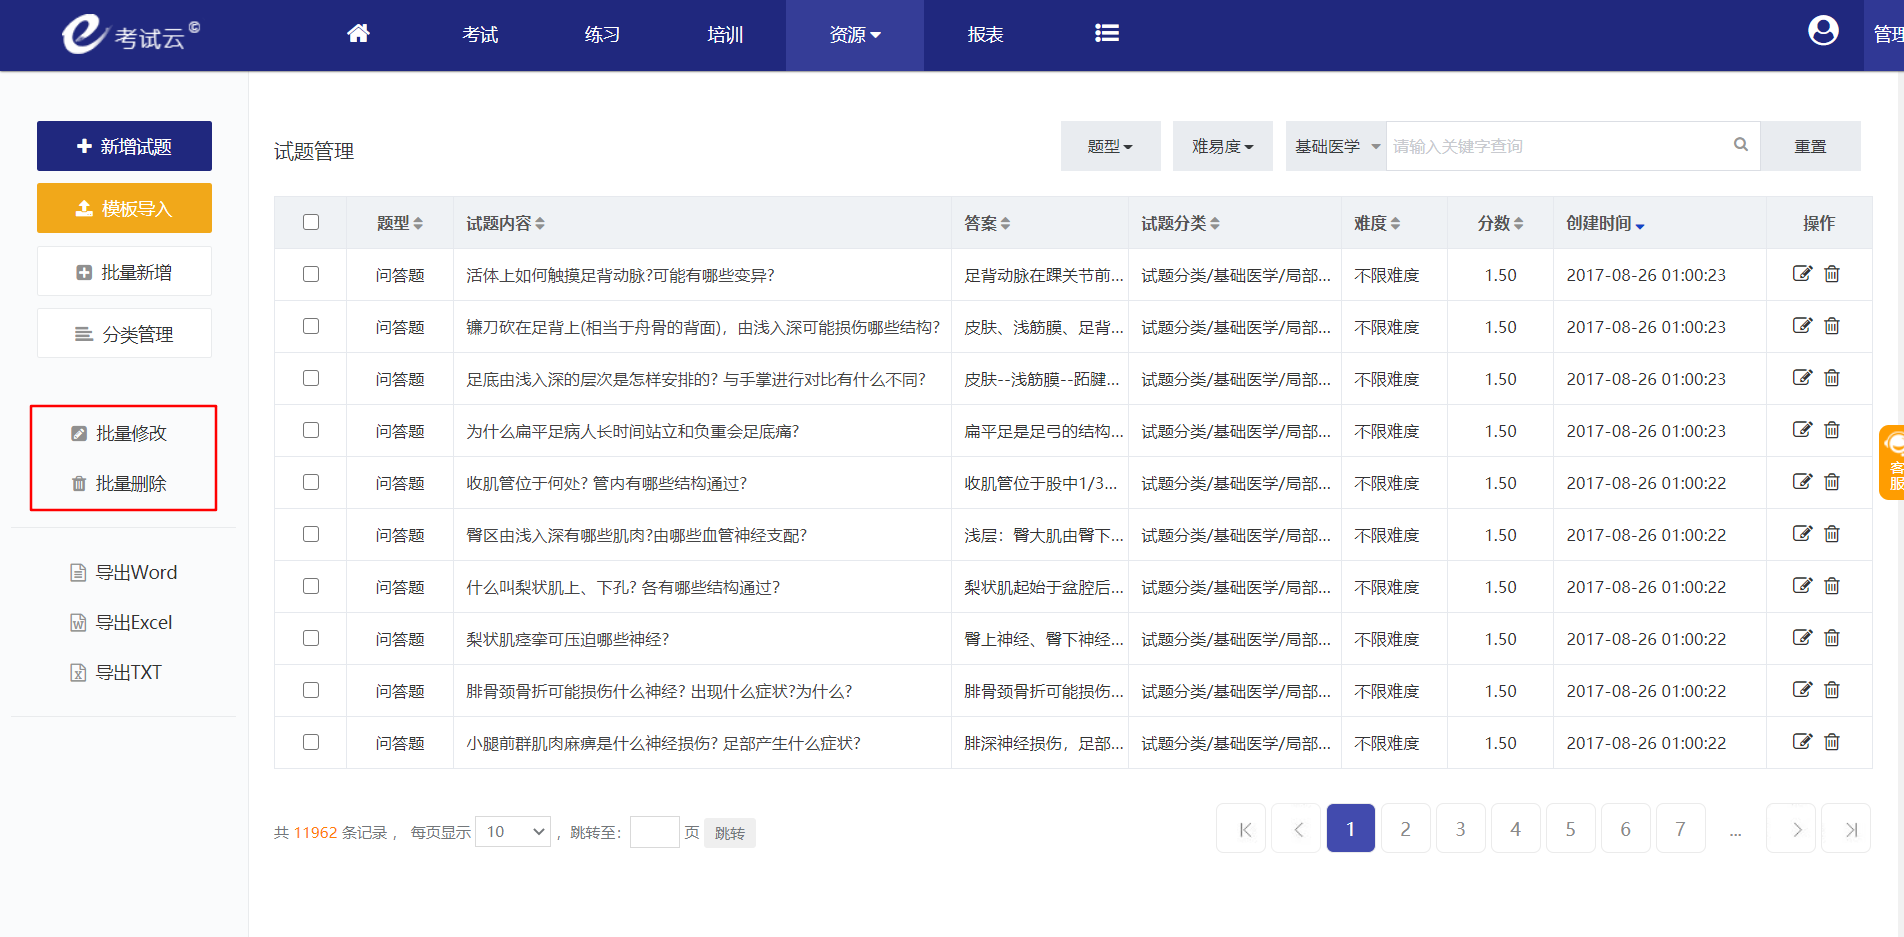 e 考试云©
考试 练习 培训 资源 报表 管理
新增试题
模板导入
批量新增
分类管理
批量修改
批量删除
导出Word
导出Excel
导出TXT
试题管理 题型 难易度 基础医学 请输入关键字查询 重置
题型 试题内容 答案 试题分类 难度 分数 创建时间 操作
问答题 活体上如何触摸足背动脉?可能有哪些变异? 足背动脉在踝关节前... 试题分类/基础医学/局部... 不限难度 1.50 2017-08-26 01:00:23
问答题 镰刀砍在足背上(相当于舟骨的背面)，由浅入深可能损伤哪些结构? 皮肤、浅筋膜、足背... 试题分类/基础医学/局部... 不限难度 1.50 2017-08-26 01:00:23
问答题 足底由浅入深的层次是怎样安排的? 与手掌进行对比有什么不同? 皮肤--浅筋膜--跖腱... 试题分类/基础医学/局部... 不限难度 1.50 2017-08-26 01:00:23
问答题 为什么扁平足病人长时间站立和负重会足底痛? 扁平足是足弓的结构... 试题分类/基础医学/局部... 不限难度 1.50 2017-08-26 01:00:23
问答题 收肌管位于何处? 管内有哪些结构通过? 收肌管位于股中1/3... 试题分类/基础医学/局部... 不限难度 1.50 2017-08-26 01:00:22
问答题 臀区由浅入深有哪些肌肉?由哪些血管神经支配? 浅层：臀大肌由臀下... 试题分类/基础医学/局部... 不限难度 1.50 2017-08-26 01:00:22
问答题 什么叫梨状肌上、下孔? 各有哪些结构通过? 梨状肌起始于盆腔后... 试题分类/基础医学/局部... 不限难度 1.50 2017-08-26 01:00:22
问答题 梨状肌痉挛可压迫哪些神经? 臀上神经、臀下神经... 试题分类/基础医学/局部... 不限难度 1.50 2017-08-26 01:00:22
问答题 腓骨颈骨折可能损伤什么神经? 出现什么症状?为什么? 腓骨颈骨折可能损伤... 试题分类/基础医学/局部... 不限难度 1.50 2017-08-26 01:00:22
问答题 小腿前群肌肉麻痹是什么神经损伤? 足部产生什么症状? 腓深神经损伤，足部... 试题分类/基础医学/局部... 不限难度 1.50 2017-08-26 01:00:22
客服
共 11962 条记录， 每页显示 10 ，跳转至： 页 跳转 1 2 3 4 5 6 7 ...